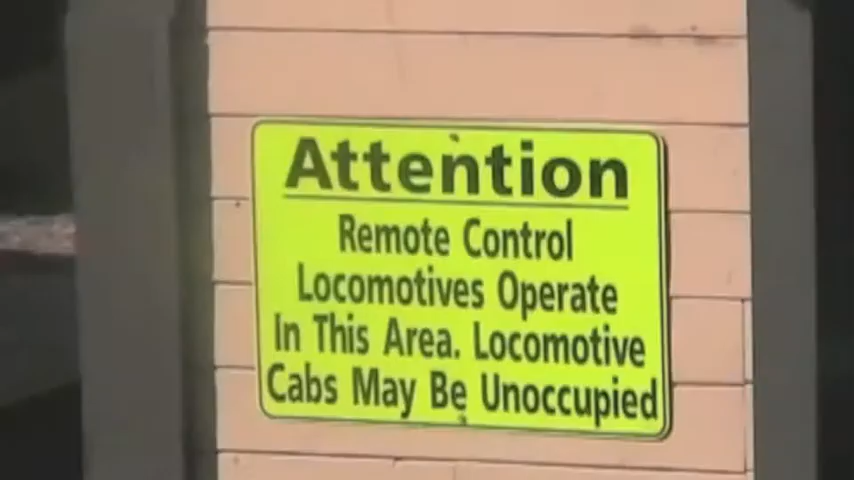 Attention
Remote Control
Locomotives Operate
In This Area. Locomotive
Cabs May Be Unoccupied